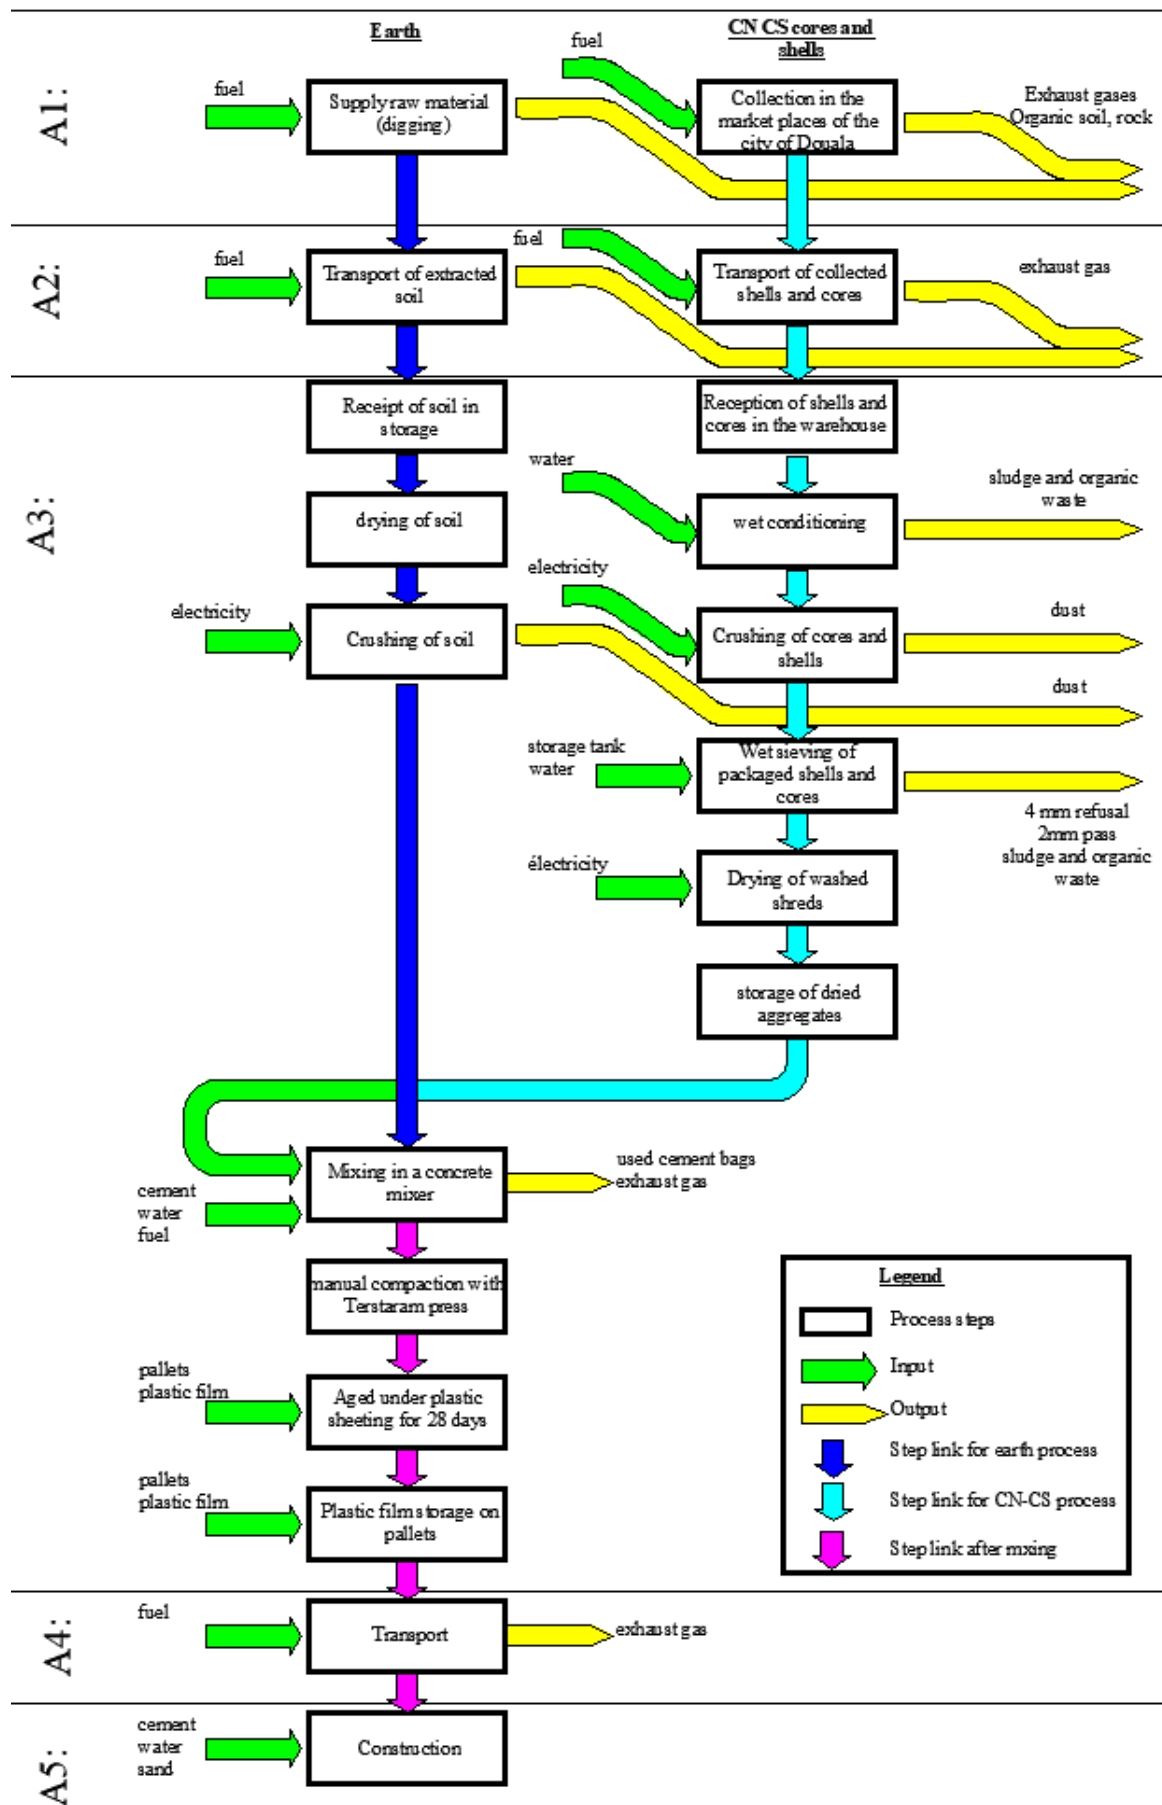 Earth
CN CS cores and
shells
A1:
fuel
Supply raw material
(digging)
fuel
Collection in the
market places of the
city of Douala
Exhaust gases
Organic soil, rock
A2:
fuel
Transport of extracted
soil
fuel
Transport of collected
shells and cores
exhaust gas
A3:
Receipt of soil in
storage
Reception of shells and
cores in the warehouse
drying of soil
water
wet conditioning
sludge and organic
waste
electricity
Crushing of soil
electricity
Crushing of cores and
shells
dust
dust
storage tank
water
Wet sieving of
packaged shells and
cores
4 mm refusal
2mm pass
sludge and organic
waste
électricity
Drying of washed
shreds
storage of dried
aggregates
cement
water
fuel
Mixing in a concrete
mixer
used cement bags
exhaust gas
manual compaction with
Terstaram press
pallets
plastic film
Aged under plastic
sheeting for 28 days
pallets
plastic film
Plastic film storage on
pallets
Legend
Process steps
Input
Output
Step link for earth process
Step link for CN-CS process
Step link after mxing
A4:
fuel
Transport
exhaust gas
A5:
cement
water
sand
Construction